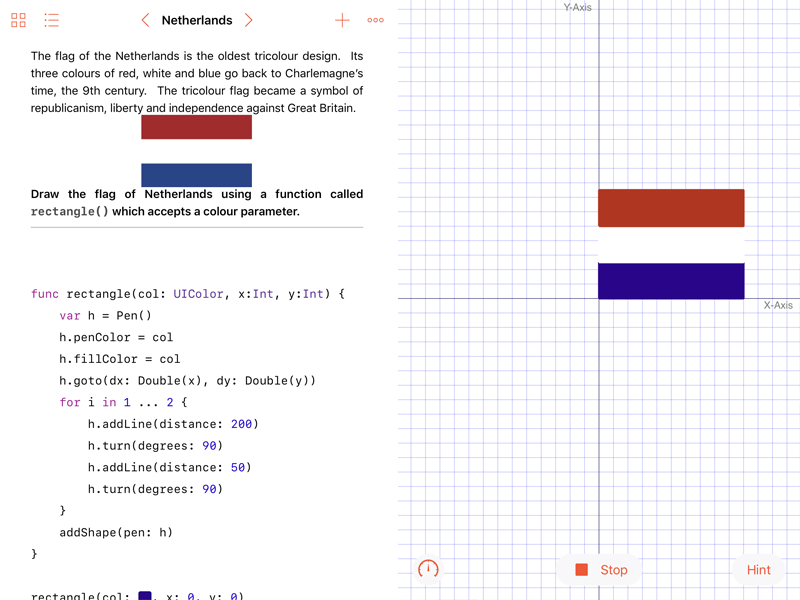 Netherlands
The flag of the Netherlands is the oldest tricolour design. Its
three colours of red, white and blue go back to Charlemagne's
time, the 9th century. The tricolour flag became a symbol of
republicanism, liberty and independence against Great Britain.
Draw the flag of Netherlands using a function called
rectangle() which accepts a colour parameter.
func rectangle(col: UIColor, x:Int, y:Int) {
var h = Pen()
h.penColor = col
h.fillColor = col
h.goto(dx: Double(x), dy: Double(y))
for i in 1 ... 2 {
h.addLine(distance: 200)
h.turn(degrees: 90)
h.addLine(distance: 50)
h.turn(degrees: 90)
}
addShape(pen: h)
}
rectangle(col: , x: 0, y: 0)
Y-Axis
X-Axis
Stop
Hint